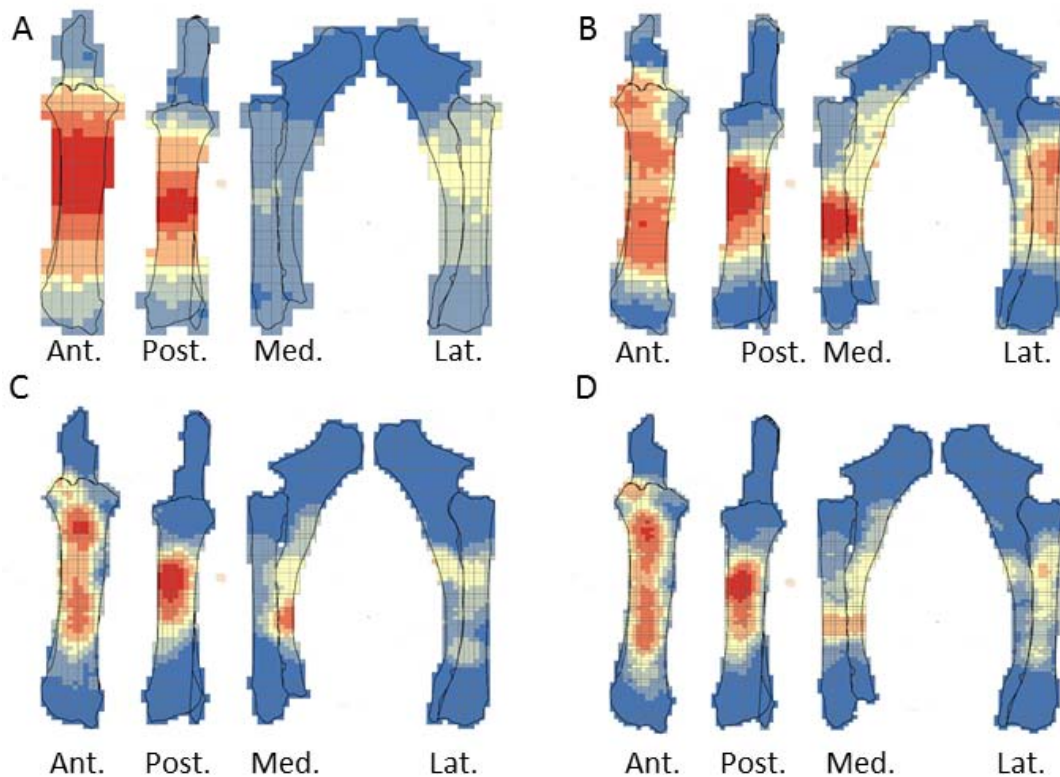 A
B
Ant. Post. Med. Lat.
Ant. Post. Med. Lat.
C
D
Ant. Post. Med. Lat.
Ant. Post. Med. Lat.